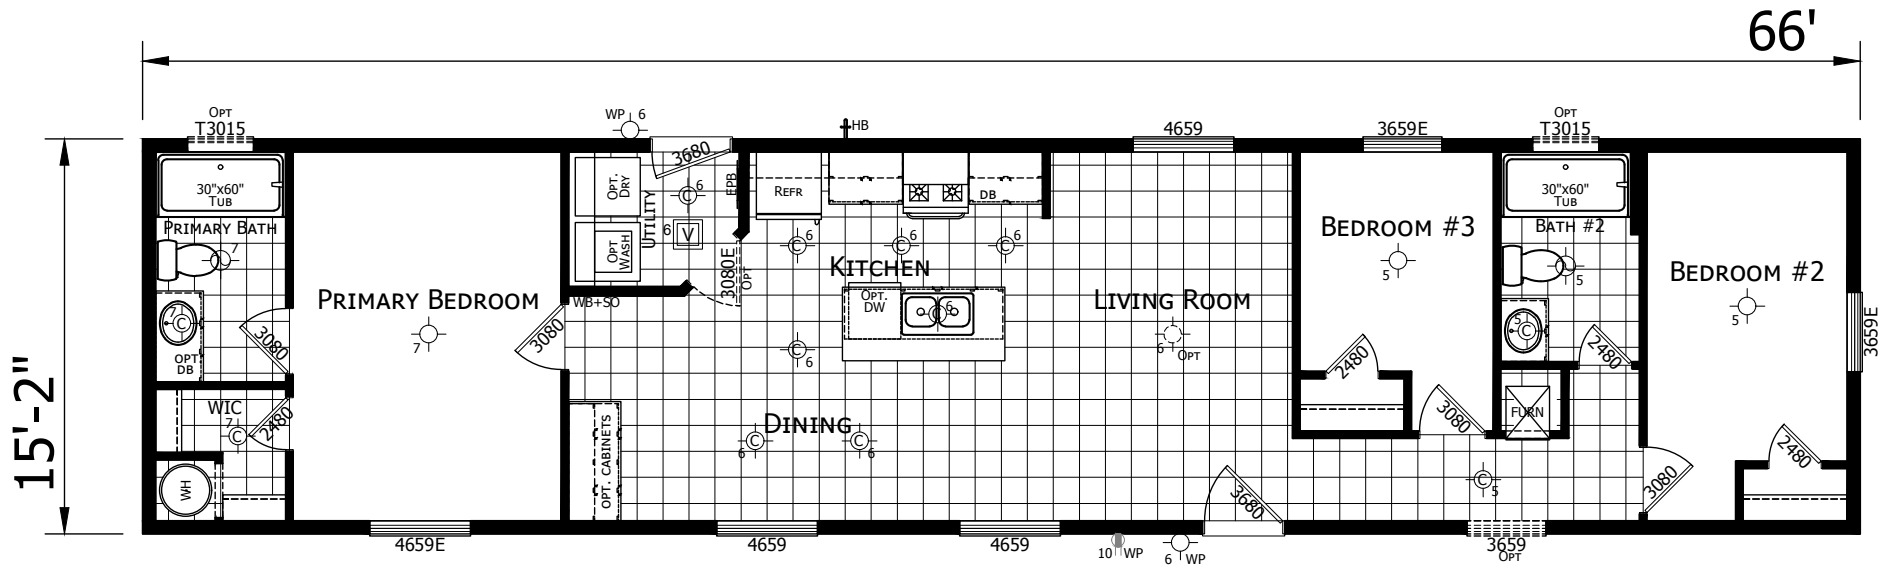 66'
15'-2"
OPT
T3015
WP 6
HB
4659
3659E
OPT
T3015
30"x60"
TUB
PRIMARY BATH
7
7
C
OPT
DB
3080
WIC
7
C
2480
WH
PRIMARY BEDROOM
7
3080
4659E
3680
OPT.
DRY
OPT
WASH
UTILITY
C
6
6
V
EPB
3080E
OPT
WB+SO
REFR
DB
C
6
C
6
C
6
KITCHEN
OPT.
DW
C
6
C
6
DINING
C
6
C
6
OPT. CABINETS
4659
4659
LIVING ROOM
6
OPT
10 WP
6 WP
3680
BEDROOM #3
5
2480
3080
30"x60"
TUB
BATH #2
5
5
C
2480
FURN
C
5
3659
OPT
BEDROOM #2
5
3659E
3080
2480